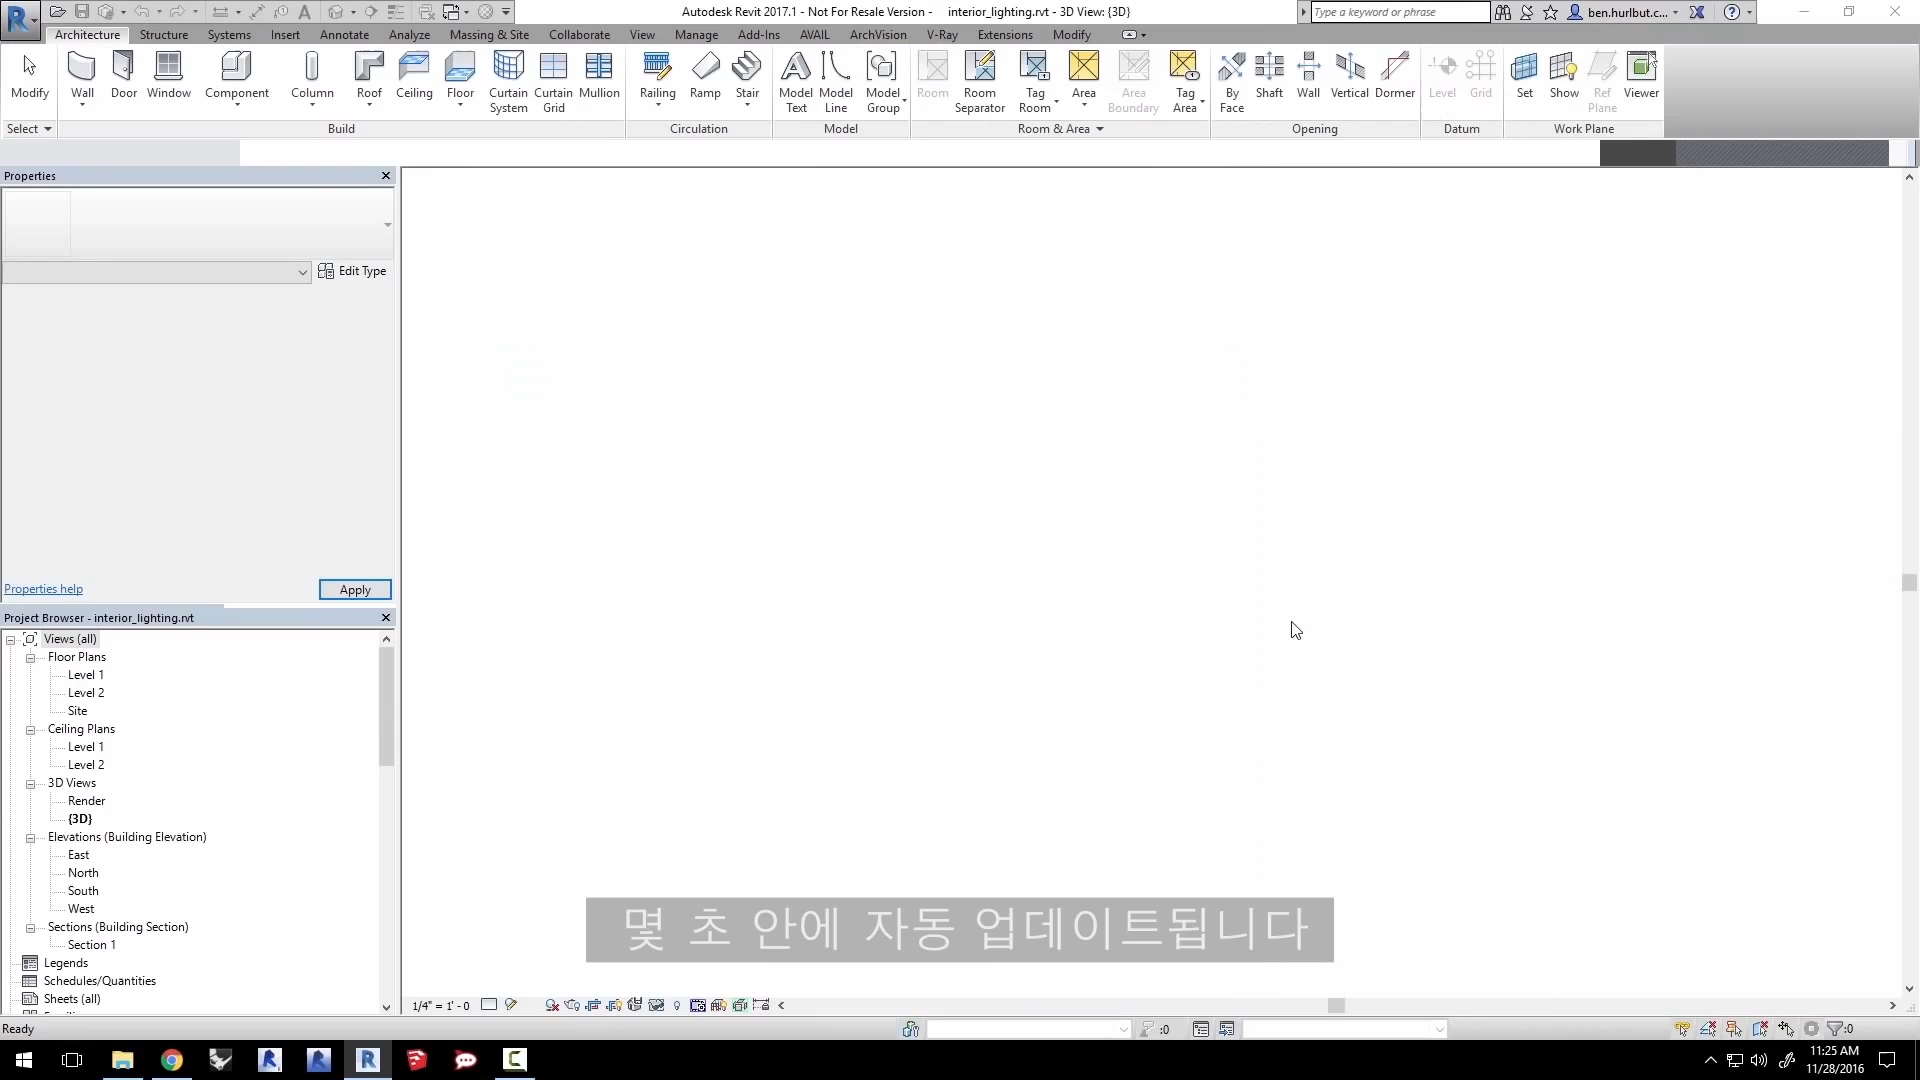 Autodesk Revit 2017.1 - Not For Resale Version - interior_lighting.rvt - 3D View: {3D}
Type a keyword or phrase
ben.hurlbut.c...
Architecture Structure Systems Insert Annotate Analyze Massing & Site Collaborate View Manage Add-Ins AVAIL ArchVision V-Ray Extensions Modify
Modify Wall Door Window Component Column Roof Ceiling Floor Curtain System Curtain Grid Mullion Railing Ramp Stair Model Text Model Line Model Group Room Room Separator Tag Room Area Area Boundary Tag Area By Face Shaft Wall Vertical Dormer Level Grid Set Show Ref Plane Viewer
Select Build Circulation Model Room & Area Opening Datum Work Plane
Properties
Edit Type
Properties help
Apply
Project Browser - interior_lighting.rvt
Views (all)
Floor Plans
Level 1
Level 2
Site
Ceiling Plans
Level 1
Level 2
3D Views
Render
{3D}
Elevations (Building Elevation)
East
North
South
West
Sections (Building Section)
Section 1
Legends
Schedules/Quantities
Sheets (all)
몇 초 안에 자동 업데이트됩니다
1/4" = 1' - 0
Ready
:0
:0
11:25 AM
11/28/2016